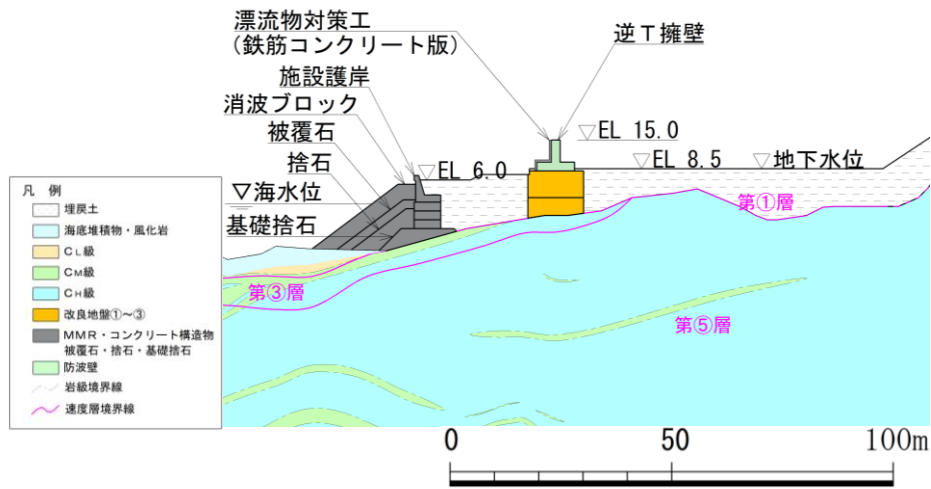 漂流物対策工
(鉄筋コンクリート版)
逆T擁壁
施設護岸
消波ブロック
被覆石
捨石
▽海水位
基礎捨石
▽EL 6.0
▽EL 15.0
▽EL 8.5
▽地下水位
第①層
第③層
第⑤層
凡 例
埋戻土
海底堆積物・風化岩
CL級
CM級
CH級
改良地盤①~③
MMR・コンクリート構造物
被覆石・捨石・基礎捨石
防波壁
岩級境界線
速度層境界線
0 50 100m